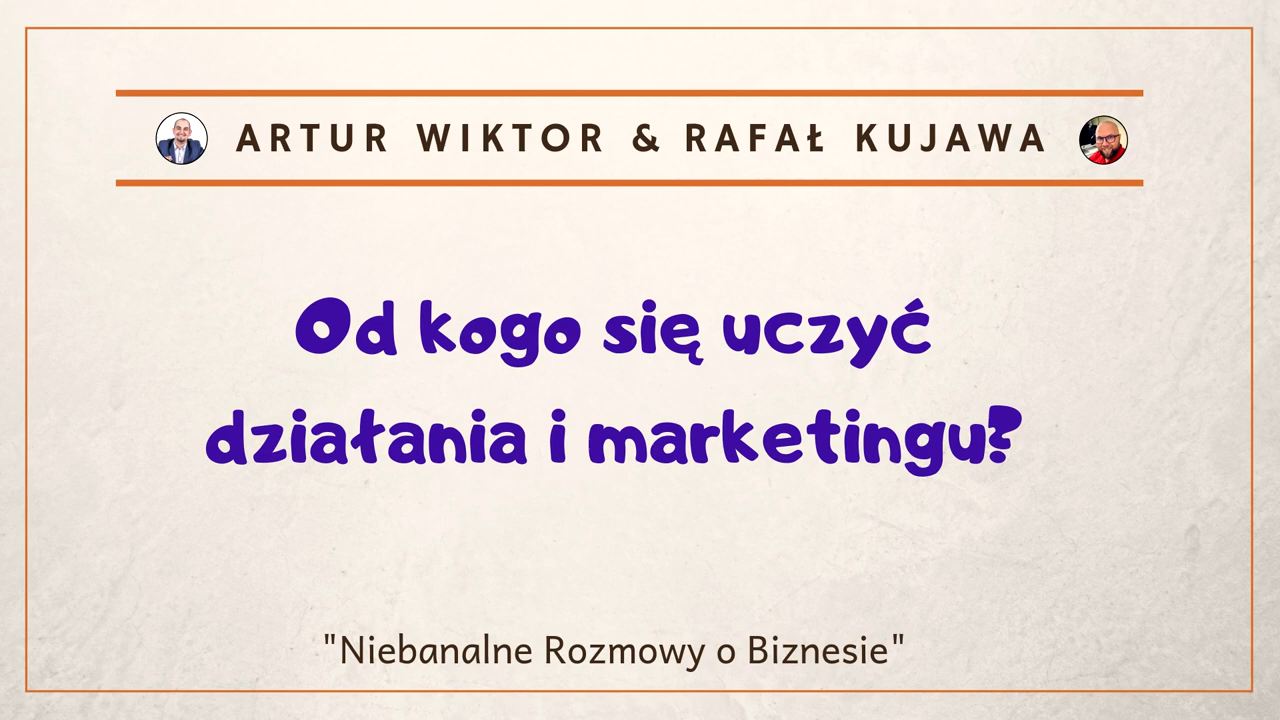 ARTUR WIKTOR & RAFAŁ KUJAWA
Od kogo się uczyć
działania i marketingu?
"Niebanalne Rozmowy o Biznesie"